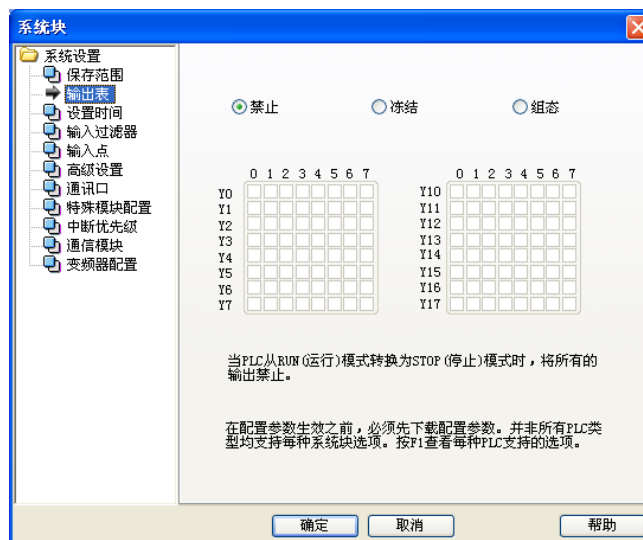 系统块
系统设置
保存范围
输出表
设置时间
输入过滤器
输入点
高级设置
通讯口
特殊模块配置
中断优先级
通信模块
变频器配置
禁止 冻结 组态
0 1 2 3 4 5 6 7 0 1 2 3 4 5 6 7
Y0 Y10
Y1 Y11
Y2 Y12
Y3 Y13
Y4 Y14
Y5 Y15
Y6 Y16
Y7 Y17
当PLC从RUN(运行)模式转换为STOP(停止)模式时，将所有的
输出禁止。
在配置参数生效之前，必须先下载配置参数。并非所有PLC类
型均支持每种系统块选项。按F1查看每种PLC支持的选项。
确定 取消 帮助